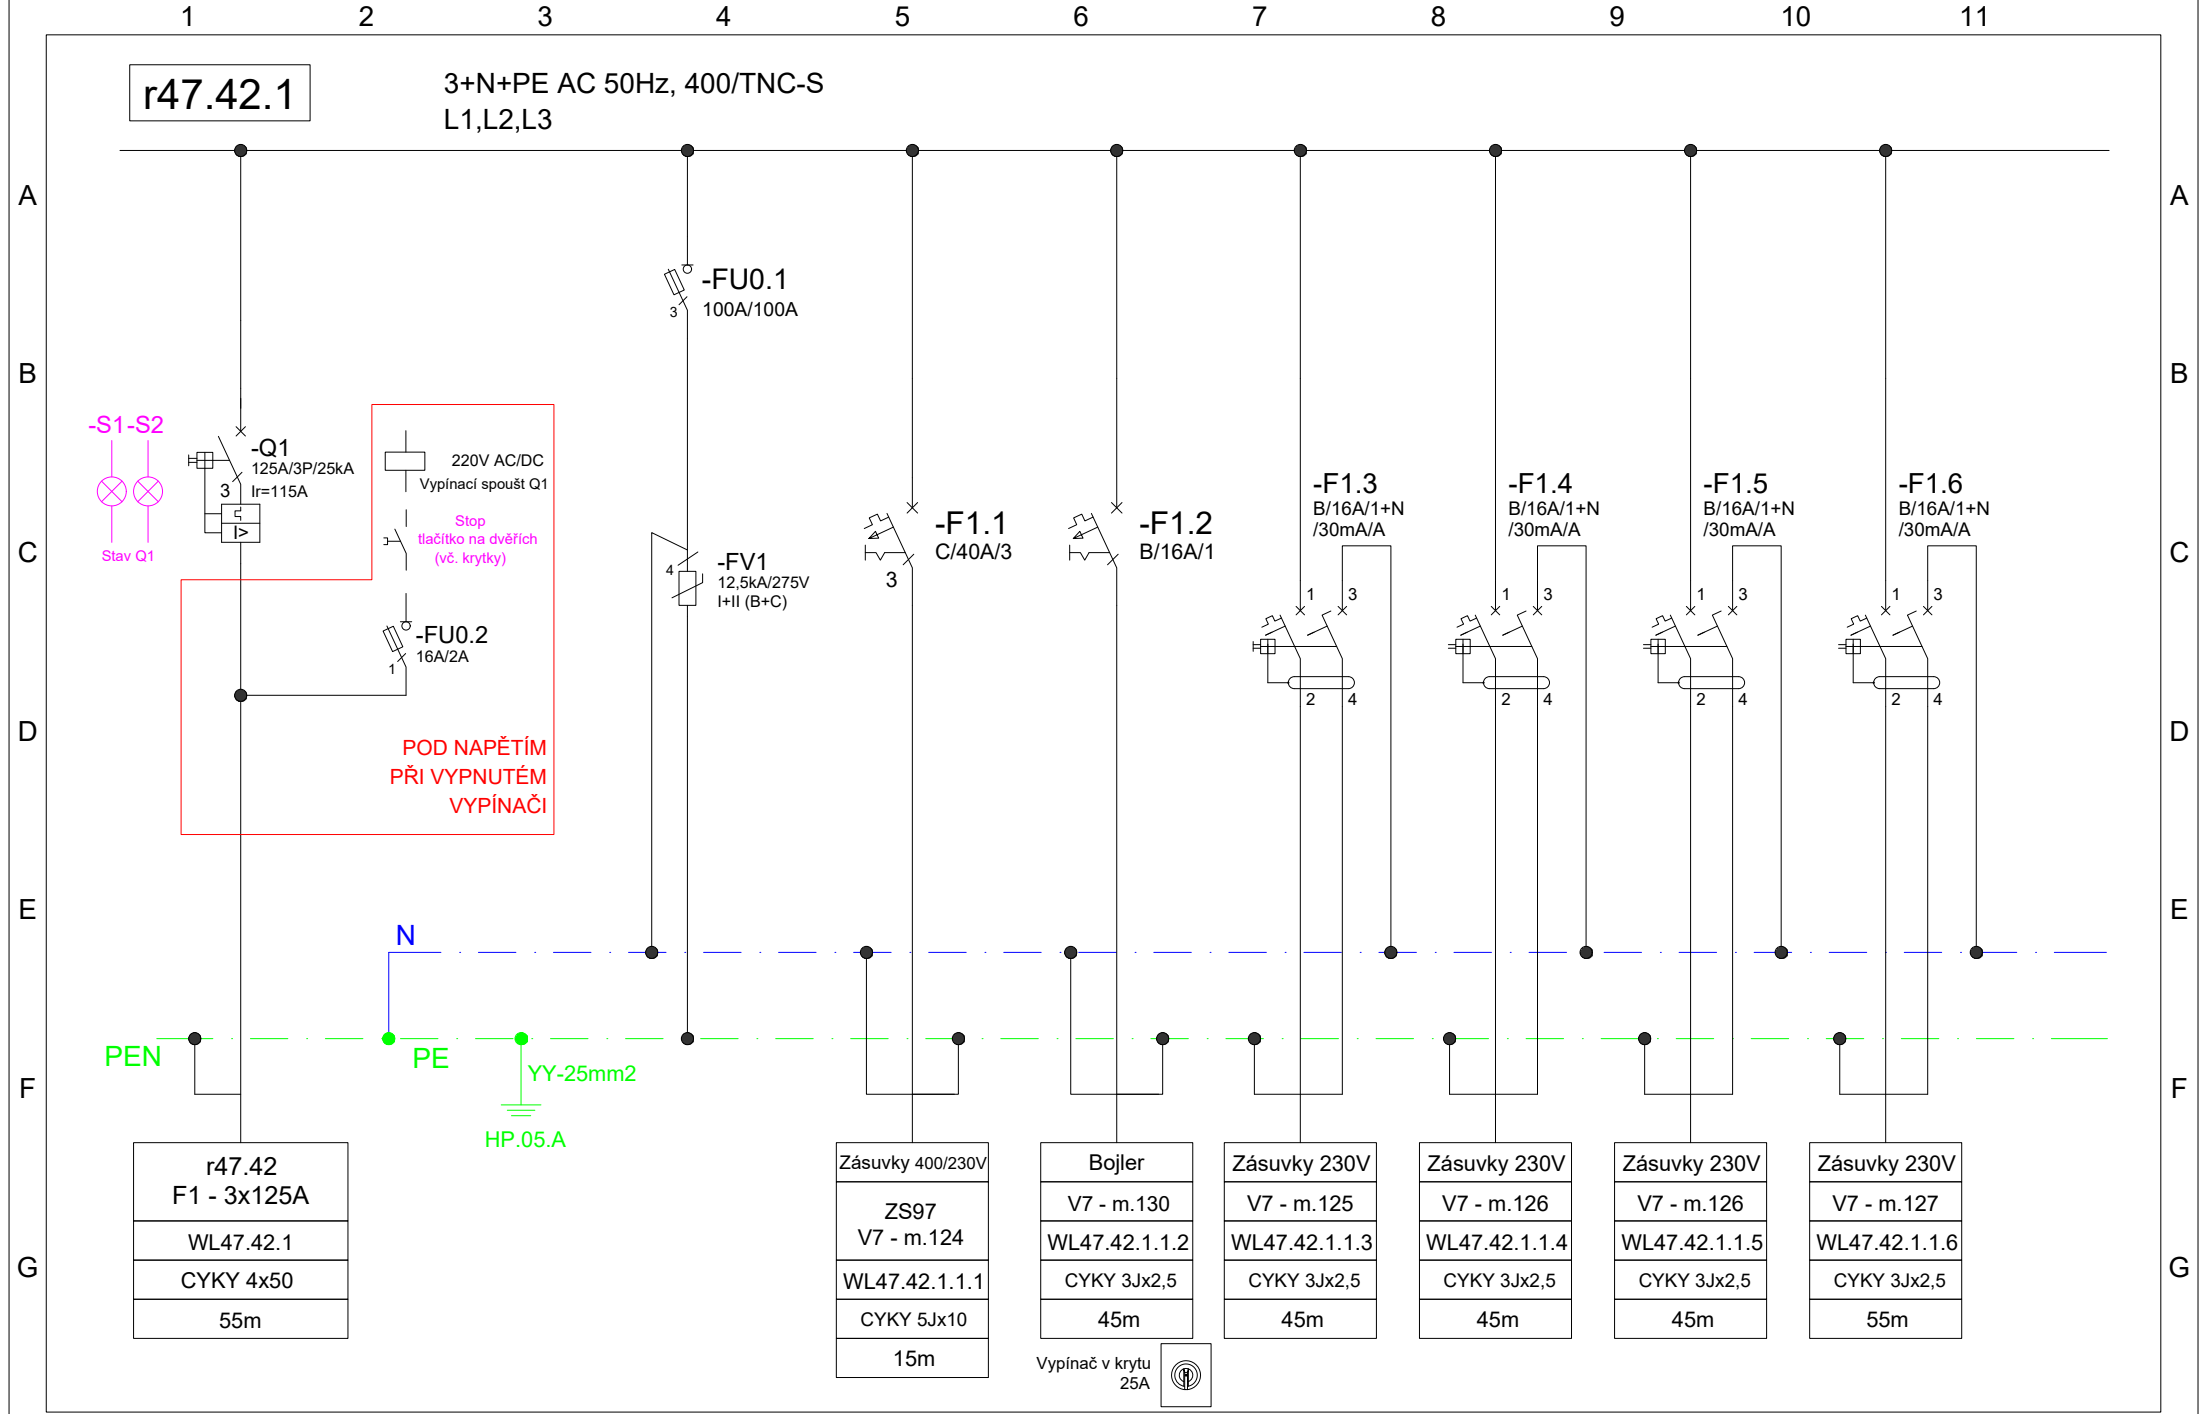 1 2 3 4 5 6 7 8 9 10 11
r47.42.1
3+N+PE AC 50Hz, 400/TNC-S
L1,L2,L3
A A
B B
C C
D D
E E
F F
G G
-S1 -S2
Stav Q1
-Q1
125A/3P/25kA
Ir=115A
3
I>
220V AC/DC
Vypínací spoušt Q1
Stop
tlačítko na dvěřích
(vč. krytky)
-FU0.2
16A/2A
1
POD NAPĚTÍM
PŘI VYPNUTÉM
VYPÍNAČI
-FU0.1
100A/100A
3
-FV1
12,5kA/275V
I+II (B+C)
4
-F1.1
C/40A/3
3
-F1.2
B/16A/1
-F1.3
B/16A/1+N
/30mA/A
1 3
2 4
-F1.4
B/16A/1+N
/30mA/A
1 3
2 4
-F1.5
B/16A/1+N
/30mA/A
1 3
2 4
-F1.6
B/16A/1+N
/30mA/A
1 3
2 4
N
PEN
PE
YY-25mm2
HP.05.A
r47.42
F1 - 3x125A
WL47.42.1
CYKY 4x50
55m
Zásuvky 400/230V
ZS97
V7 - m.124
WL47.42.1.1.1
CYKY 5Jx10
15m
Bojler
V7 - m.130
WL47.42.1.1.2
CYKY 3Jx2,5
45m
Vypínač v krytu
25A
Zásuvky 230V
V7 - m.125
WL47.42.1.1.3
CYKY 3Jx2,5
45m
Zásuvky 230V
V7 - m.126
WL47.42.1.1.4
CYKY 3Jx2,5
45m
Zásuvky 230V
V7 - m.126
WL47.42.1.1.5
CYKY 3Jx2,5
45m
Zásuvky 230V
V7 - m.127
WL47.42.1.1.6
CYKY 3Jx2,5
55m